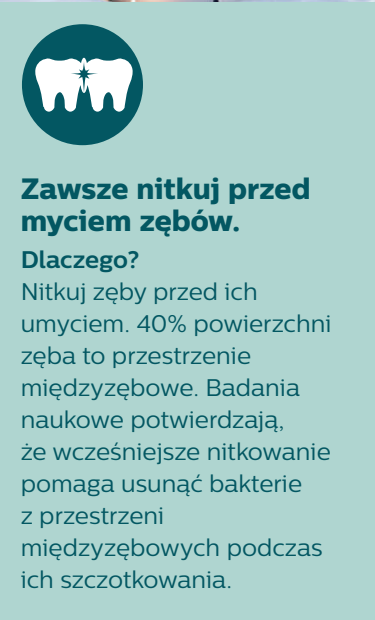 Zawsze nitkuj przed
myciem zębów.
Dlaczego?
Nitkuj zęby przed ich
umyciem. 40% powierzchni
zęba to przestrzenie
międzyzębowe. Badania
naukowe potwierdzają,
że wcześniejsze nitkowanie
pomaga usunąć bakterie
z przestrzeni
międzyzębowych podczas
ich szczotkowania.